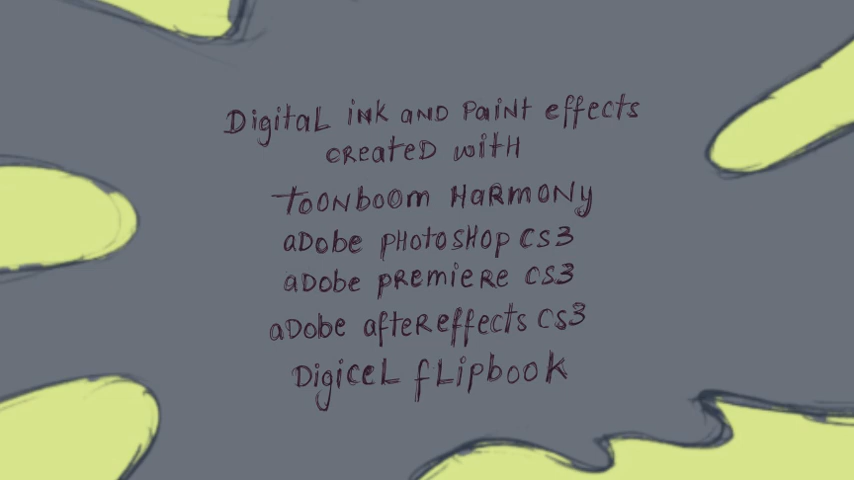 Digital ink and paint effects
created with
toonboom Harmony
adobe photoshop CS3
adobe premiere CS3
adobe aftereffects CS3
Digicel flipbook